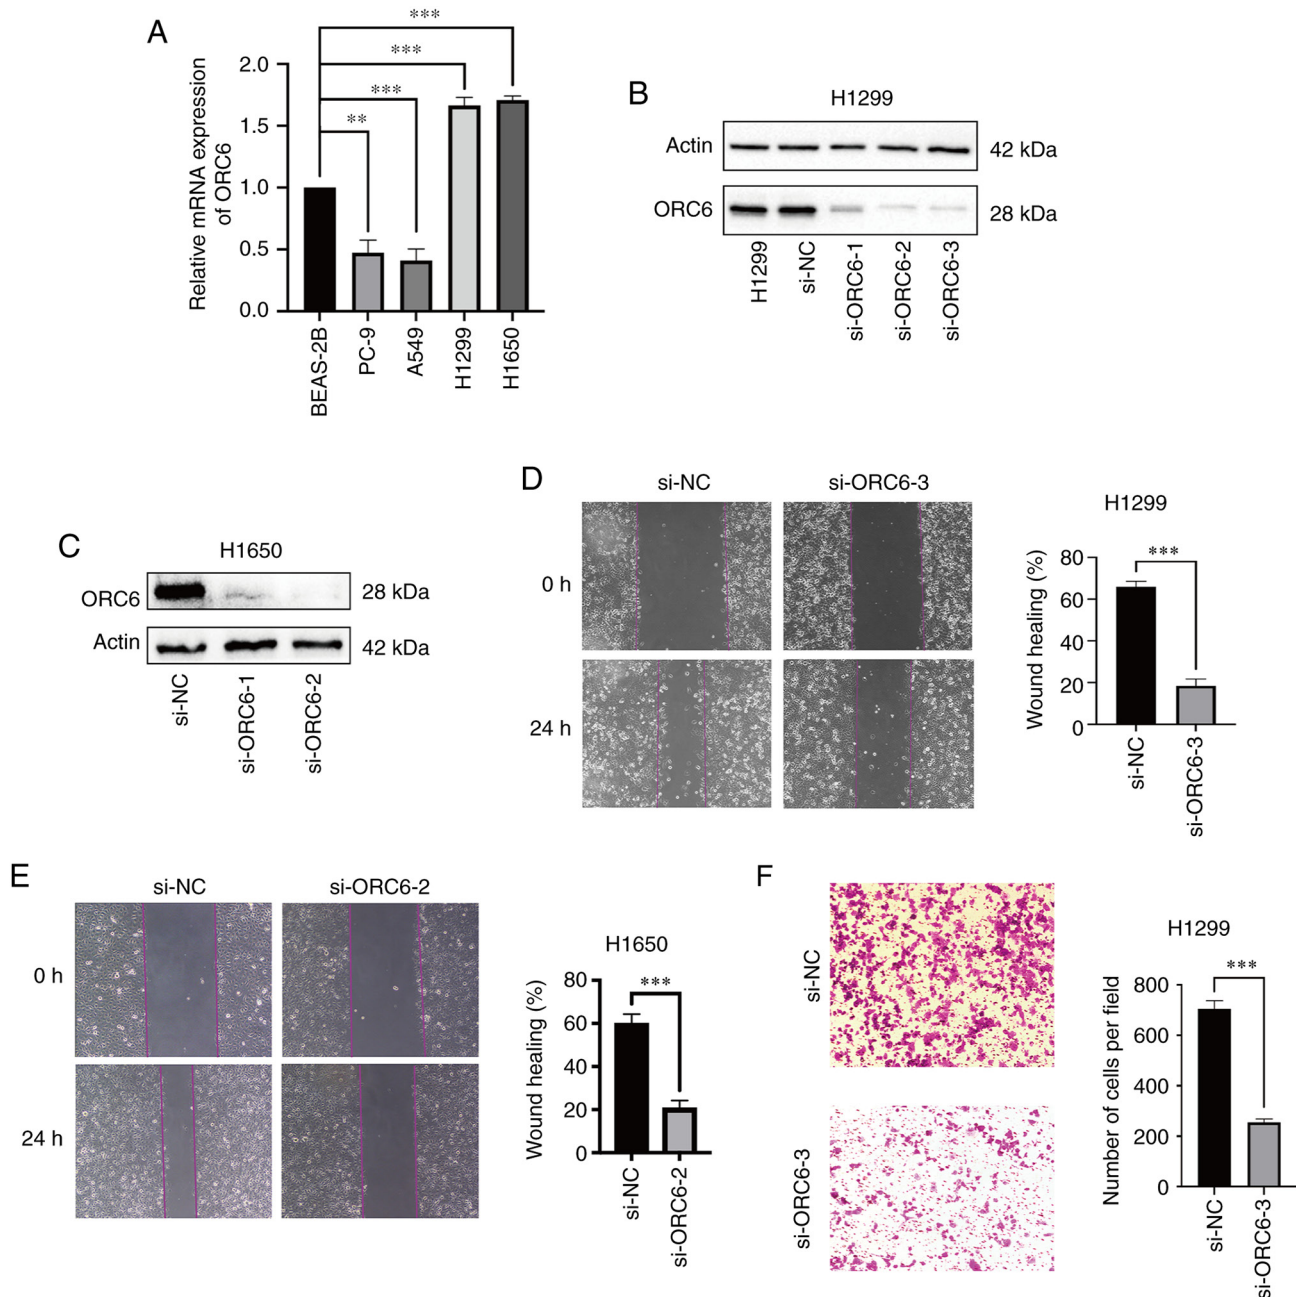 A
Relative mRNA expression
of ORC6
2.0
1.5
1.0
0.5
0.0
***
***
***
**
BEAS-2B
PC-9
A549
H1299
H1650
B
H1299
Actin
42 kDa
ORC6
28 kDa
H1299
si-NC
si-ORC6-1
si-ORC6-2
si-ORC6-3
C
H1650
ORC6
28 kDa
Actin
42 kDa
si-NC
si-ORC6-1
si-ORC6-2
D
si-NC
si-ORC6-3
0 h
24 h
H1299
Wound healing (%)
80
60
40
20
0
***
si-NC
si-ORC6-3
E
si-NC
si-ORC6-2
0 h
24 h
H1650
Wound healing (%)
80
60
40
20
0
***
si-NC
si-ORC6-2
F
si-NC
si-ORC6-3
H1299
Number of cells per field
800
600
400
200
0
***
si-NC
si-ORC6-3